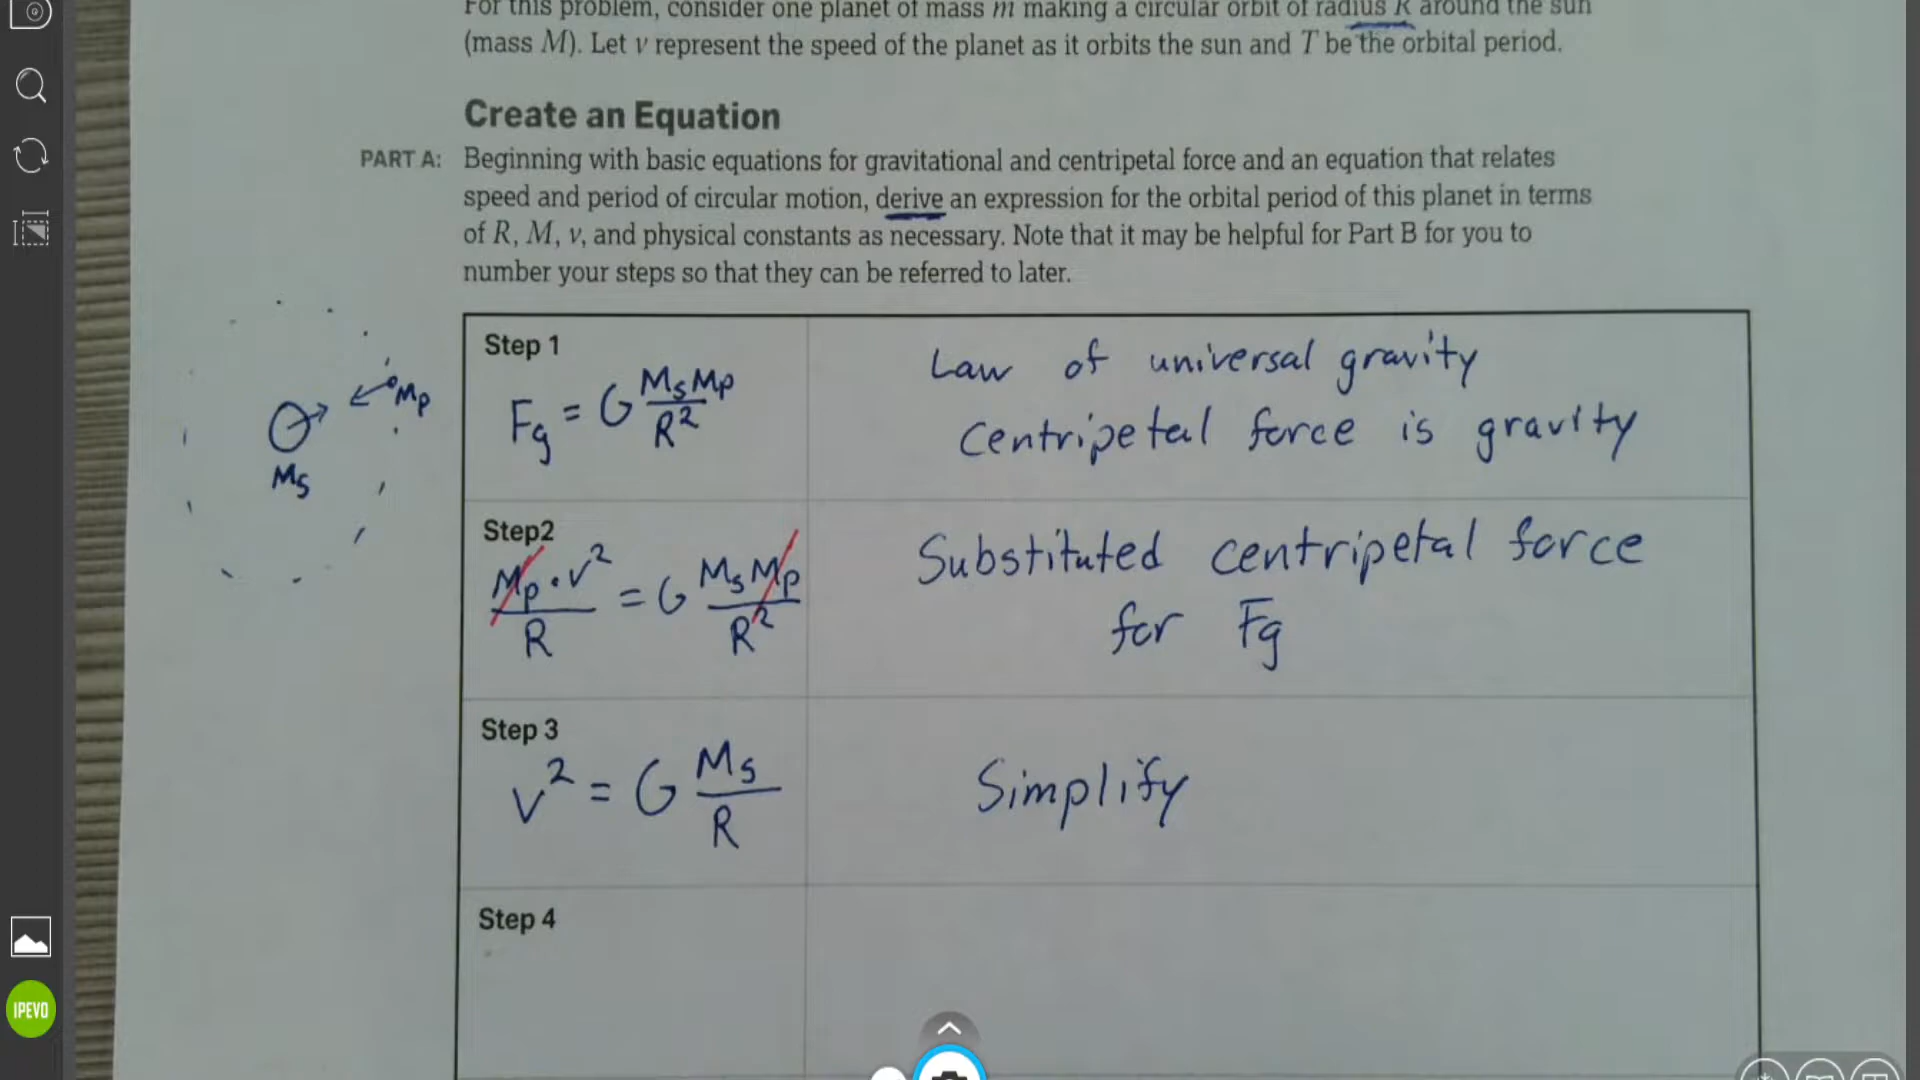 For this problem, consider one planet of mass m making a circular orbit of radius R around the sun
(mass M). Let v represent the speed of the planet as it orbits the sun and T be the orbital period.
Create an Equation
PART A: Beginning with basic equations for gravitational and centripetal force and an equation that relates
speed and period of circular motion, derive an expression for the orbital period of this planet in terms
of R, M, v, and physical constants as necessary. Note that it may be helpful for Part B for you to
number your steps so that they can be referred to later.
Mp
Ms
Step 1
Fg = G MsMp / R²
Law of universal gravity
Centripetal force is gravity
Step2
Mp · v² / R = G MsMp / R²
Substituted centripetal force
for Fg
Step 3
v² = G Ms / R
Simplify
Step 4
IPEVO